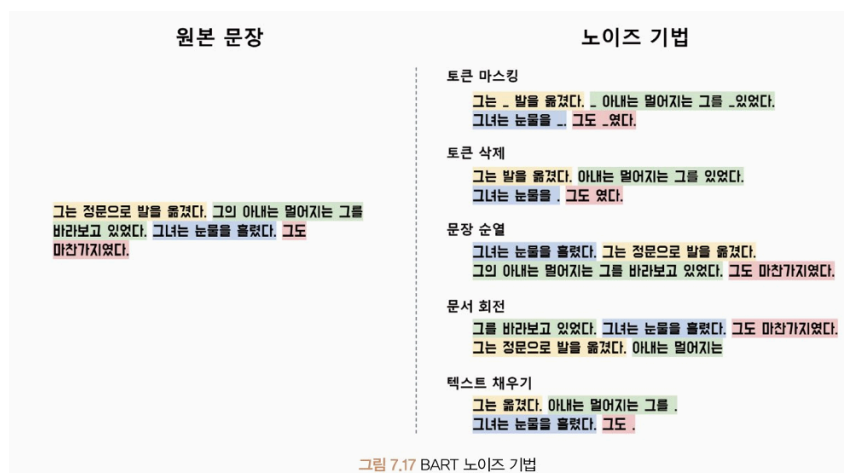 원본 문장
그는 정문으로 발을 옮겼다. 그의 아내는 멀어지는 그를
바라보고 있었다. 그녀는 눈물을 흘렸다. 그도
마찬가지였다.
노이즈 기법
토큰 마스킹
그는 _ 발을 옮겼다. _ 아내는 멀어지는 그를 _있었다.
그녀는 눈물을 _. 그도 _였다.
토큰 삭제
그는 발을 옮겼다. 아내는 멀어지는 그를 있었다.
그녀는 눈물을 . 그도 였다.
문장 순열
그녀는 눈물을 흘렸다. 그는 정문으로 발을 옮겼다.
그의 아내는 멀어지는 그를 바라보고 있었다. 그도 마찬가지였다.
문서 회전
그를 바라보고 있었다. 그녀는 눈물을 흘렸다. 그도 마찬가지였다.
그는 정문으로 발을 옮겼다. 아내는 멀어지는
텍스트 채우기
그는 옮겼다. 아내는 멀어지는 그를 .
그녀는 눈물을 흘렸다. 그도 .
그림 7.17 BART 노이즈 기법